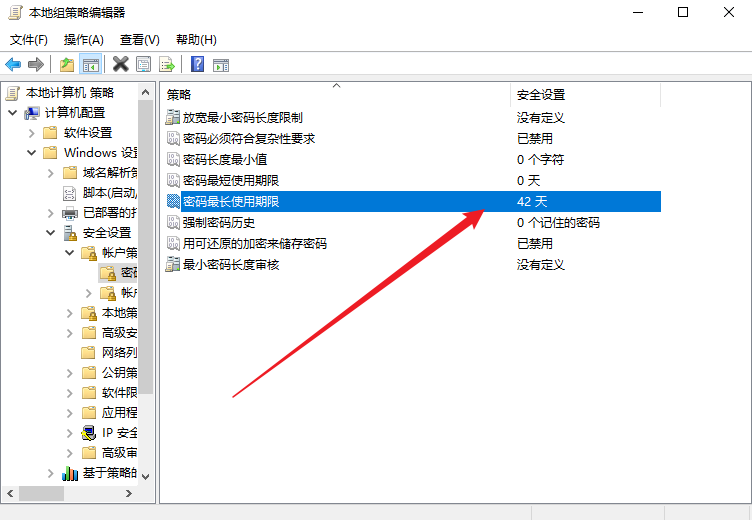 本地组策略编辑器
文件(F) 操作(A) 查看(V) 帮助(H)
本地计算机 策略
计算机配置
软件设置
Windows 设
域名解析策
脚本(启动/
已部署的打
安全设置
帐户策
密码
帐户
本地策
高级安
网络列
公钥策
软件限
应用程
IP 安全
高级审
基于策略的
策略 安全设置
放宽最小密码长度限制 没有定义
密码必须符合复杂性要求 已禁用
密码长度最小值 0 个字符
密码最短使用期限 0 天
密码最长使用期限 42 天
强制密码历史 0 个记住的密码
用可还原的加密来储存密码 已禁用
最小密码长度审核 没有定义